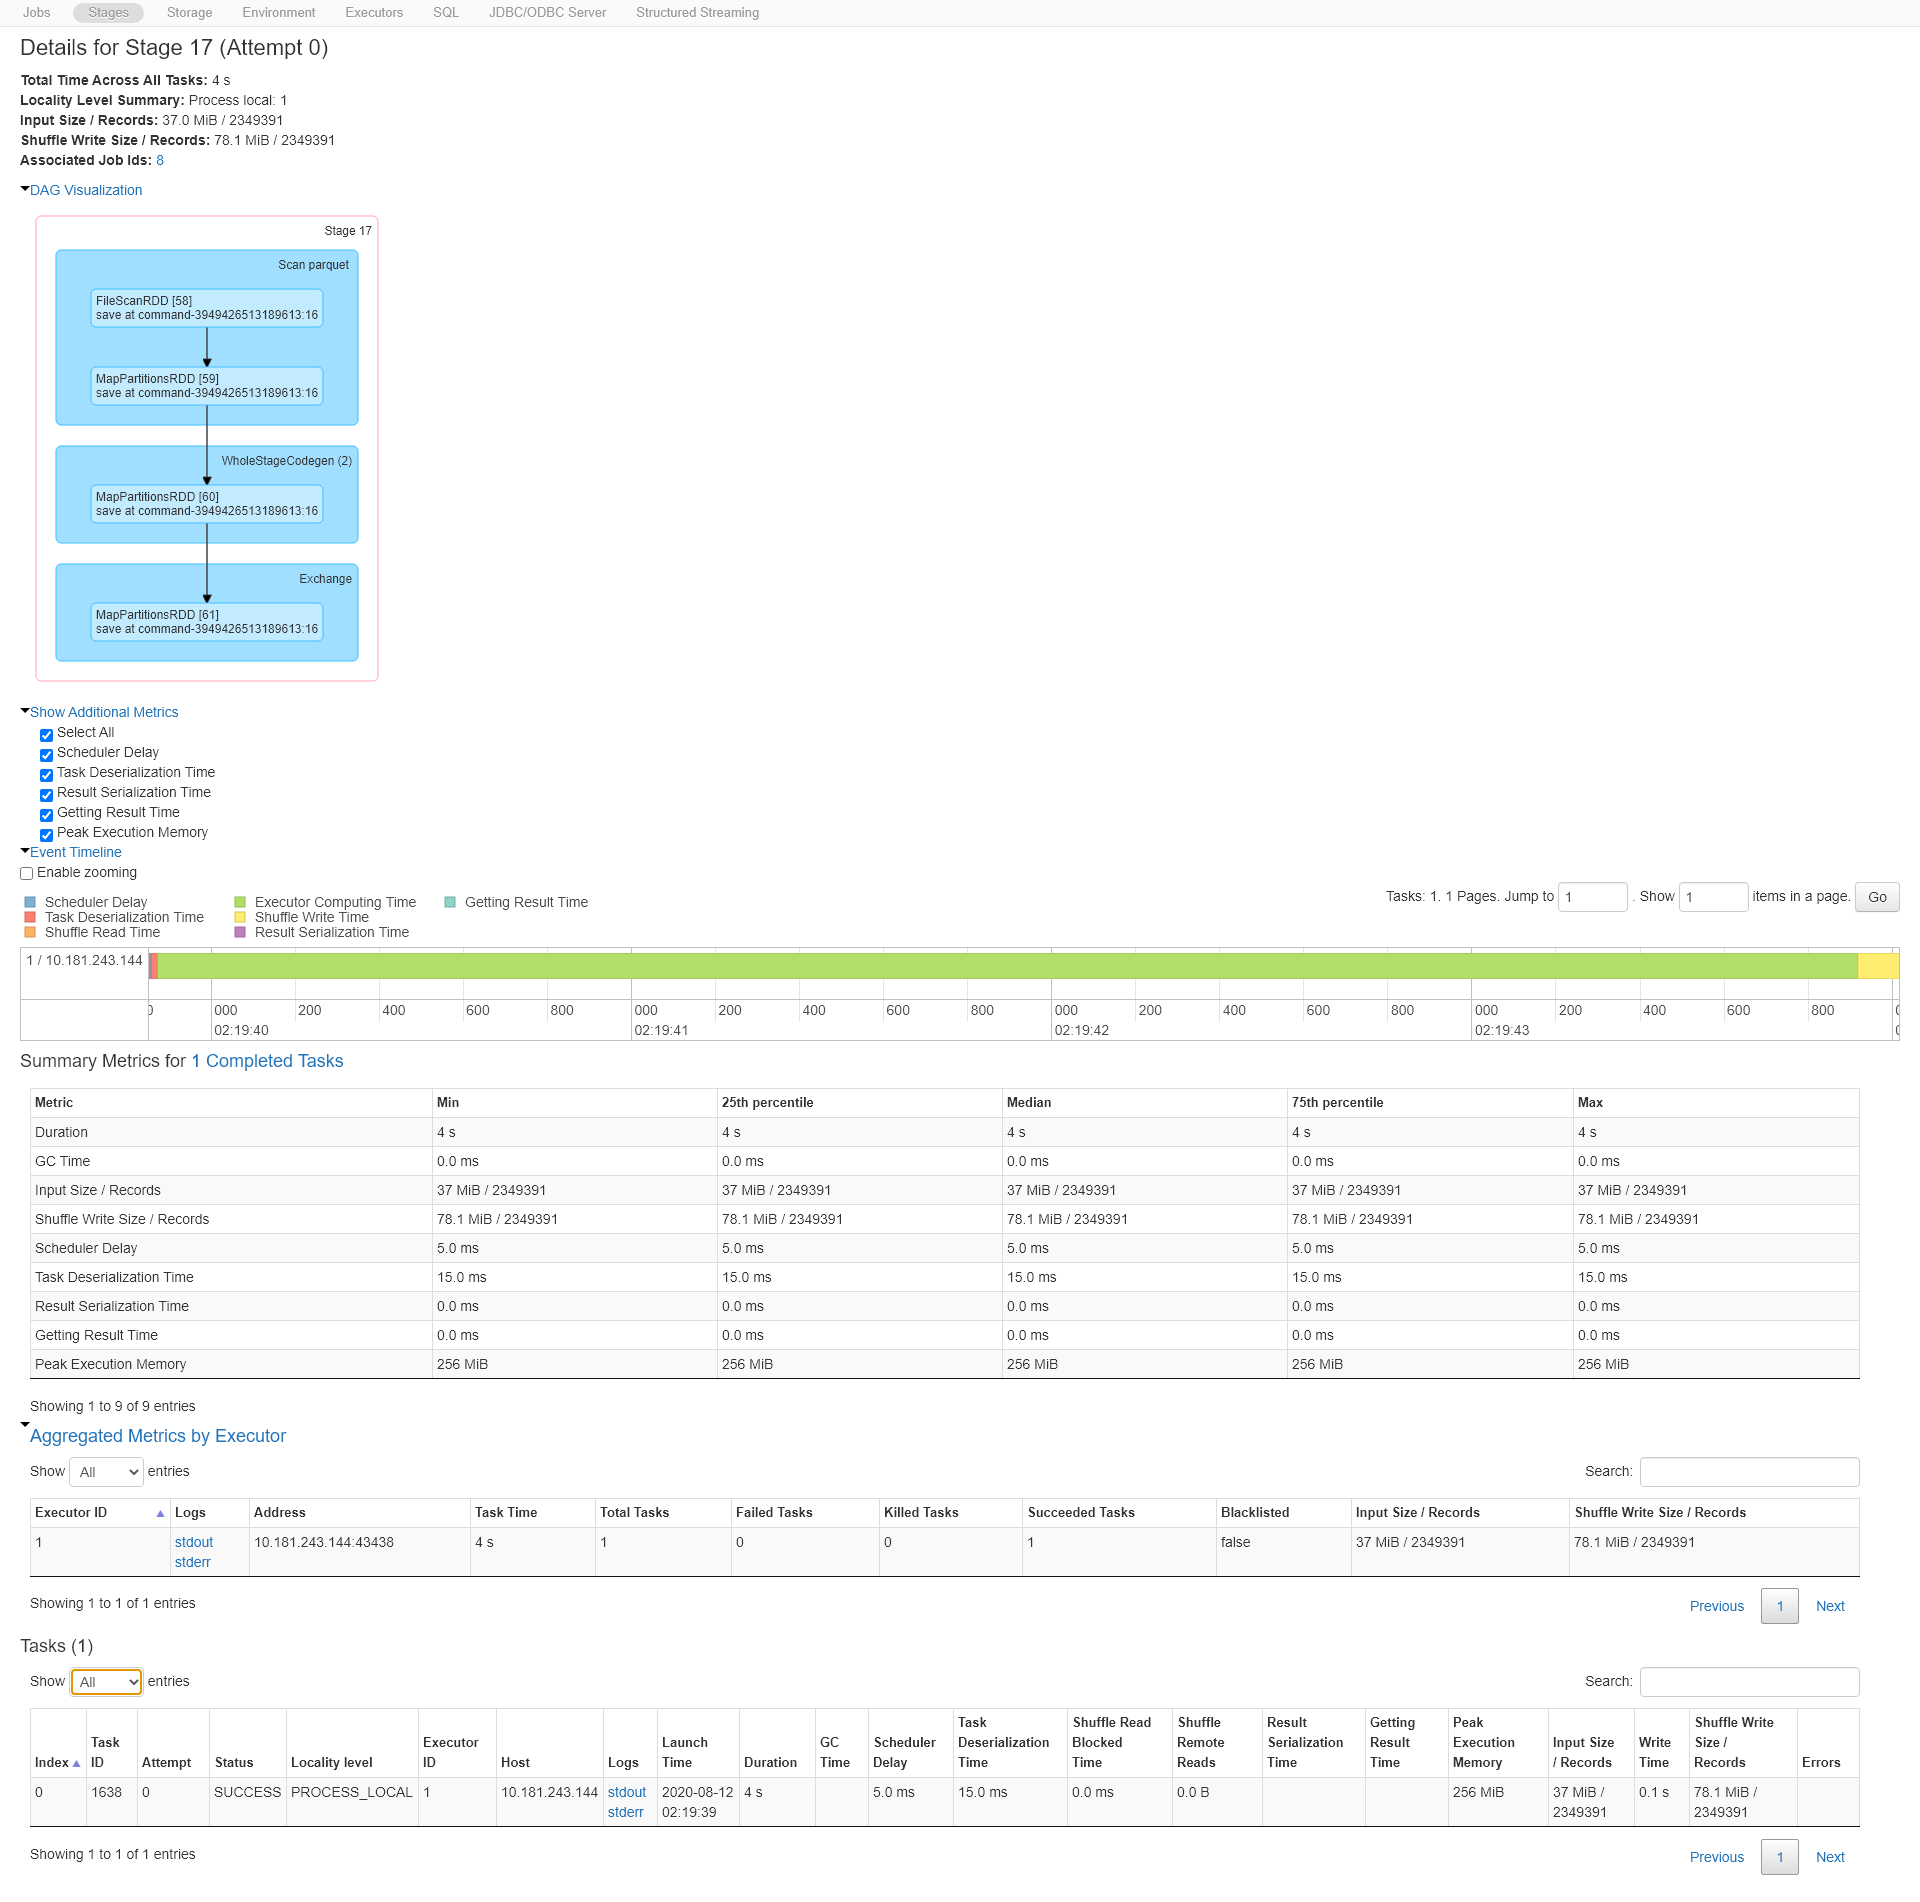 Jobs Stages Storage Environment Executors SQL JDBC/ODBC Server Structured Streaming
Details for Stage 17 (Attempt 0)
Total Time Across All Tasks: 4 s
Locality Level Summary: Process local: 1
Input Size / Records: 37.0 MiB / 2349391
Shuffle Write Size / Records: 78.1 MiB / 2349391
Associated Job Ids: 8
DAG Visualization
Stage 17
Scan parquet
FileScanRDD [58]
save at command-3949426513189613:16
MapPartitionsRDD [59]
save at command-3949426513189613:16
WholeStageCodegen (2)
MapPartitionsRDD [60]
save at command-3949426513189613:16
Exchange
MapPartitionsRDD [61]
save at command-3949426513189613:16
Show Additional Metrics
Select All
Scheduler Delay
Task Deserialization Time
Result Serialization Time
Getting Result Time
Peak Execution Memory
Event Timeline
Enable zooming
Tasks: 1. 1 Pages. Jump to 1 . Show 1 items in a page. Go
Scheduler Delay Executor Computing Time Getting Result Time
Task Deserialization Time Shuffle Write Time
Shuffle Read Time Result Serialization Time
1 / 10.181.243.144
000 200 400 600 800 000 200 400 600 800 000 200 400 600 800 000 200 400 600 800
02:19:40 02:19:41 02:19:42 02:19:43
Summary Metrics for 1 Completed Tasks
Metric Min 25th percentile Median 75th percentile Max
Duration 4 s 4 s 4 s 4 s 4 s
GC Time 0.0 ms 0.0 ms 0.0 ms 0.0 ms 0.0 ms
Input Size / Records 37 MiB / 2349391 37 MiB / 2349391 37 MiB / 2349391 37 MiB / 2349391 37 MiB / 2349391
Shuffle Write Size / Records 78.1 MiB / 2349391 78.1 MiB / 2349391 78.1 MiB / 2349391 78.1 MiB / 2349391 78.1 MiB / 2349391
Scheduler Delay 5.0 ms 5.0 ms 5.0 ms 5.0 ms 5.0 ms
Task Deserialization Time 15.0 ms 15.0 ms 15.0 ms 15.0 ms 15.0 ms
Result Serialization Time 0.0 ms 0.0 ms 0.0 ms 0.0 ms 0.0 ms
Getting Result Time 0.0 ms 0.0 ms 0.0 ms 0.0 ms 0.0 ms
Peak Execution Memory 256 MiB 256 MiB 256 MiB 256 MiB 256 MiB
Showing 1 to 9 of 9 entries
Aggregated Metrics by Executor
Show All entries Search:
Executor ID Logs Address Task Time Total Tasks Failed Tasks Killed Tasks Succeeded Tasks Blacklisted Input Size / Records Shuffle Write Size / Records
1 stdout 10.181.243.144:43438 4 s 1 0 0 1 false 37 MiB / 2349391 78.1 MiB / 2349391
stderr
Showing 1 to 1 of 1 entries Previous 1 Next
Tasks (1)
Show All entries Search:
Task Shuffle Read Shuffle Result Getting Peak Shuffle Write
Task Executor Launch GC Scheduler Deserialization Blocked Remote Serialization Result Execution Input Size Write Size /
Index ID Attempt Status Locality level ID Host Logs Time Duration Time Delay Time Time Reads Time Time Memory / Records Time Records Errors
0 1638 0 SUCCESS PROCESS_LOCAL 1 10.181.243.144 stdout 2020-08-12 4 s 5.0 ms 15.0 ms 0.0 ms 0.0 B 256 MiB 37 MiB / 0.1 s 78.1 MiB /
stderr 02:19:39 2349391 2349391
Showing 1 to 1 of 1 entries Previous 1 Next